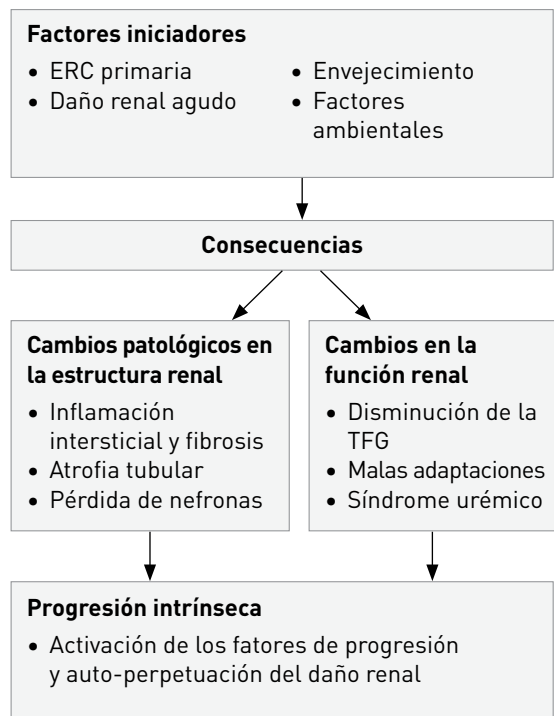 Factores iniciadores
• ERC primaria
• Daño renal agudo
• Envejecimiento
• Factores
ambientales
Consecuencias
Cambios patológicos en
la estructura renal
• Inflamación
intersticial y fibrosis
• Atrofia tubular
• Pérdida de nefronas
Cambios en la
función renal
• Disminución de la
TFG
• Malas adaptaciones
• Síndrome urémico
Progresión intrínseca
• Activación de los fatores de progresión
y auto-perpetuación del daño renal